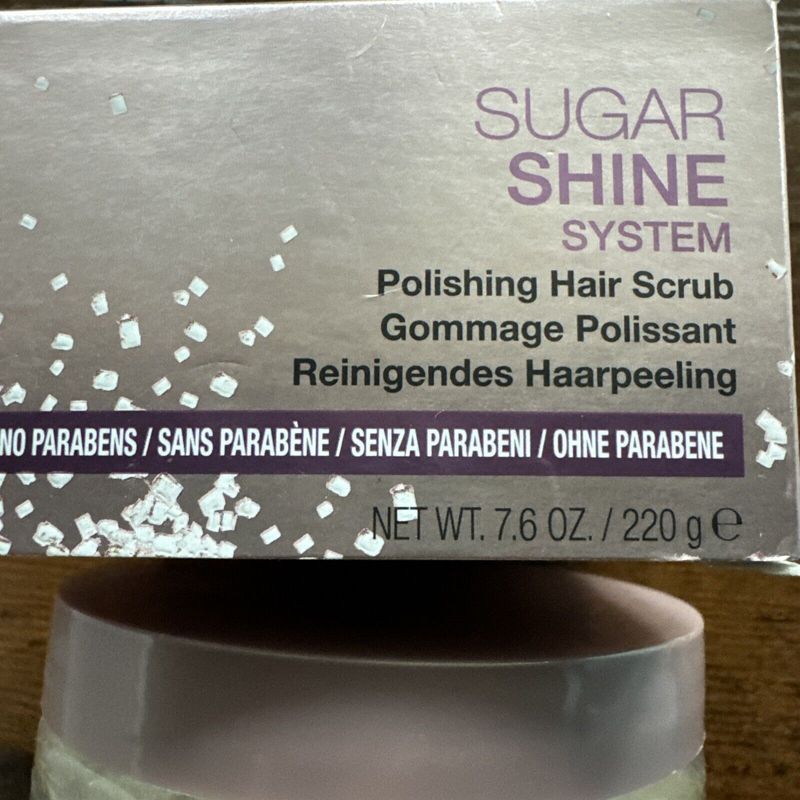 SUGAR
SHINE
SYSTEM
Polishing Hair Scrub
Gommage Polissant
Reinigendes Haarpeeling
NO PARABENS / SANS PARABÈNE / SENZA PARABENI / OHNE PARABENE
NET WT. 7.6 OZ. / 220 g ℮